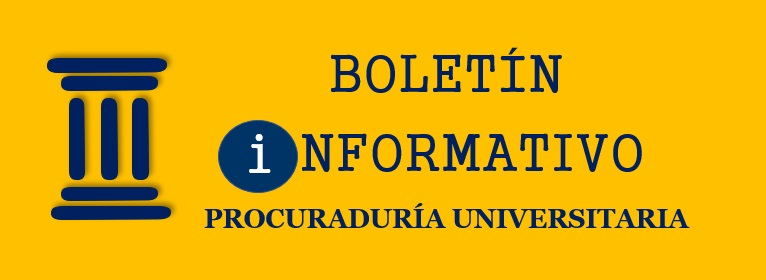 BOLETÍN
iNFORMATIVO
PROCURADURÍA UNIVERSITARIA